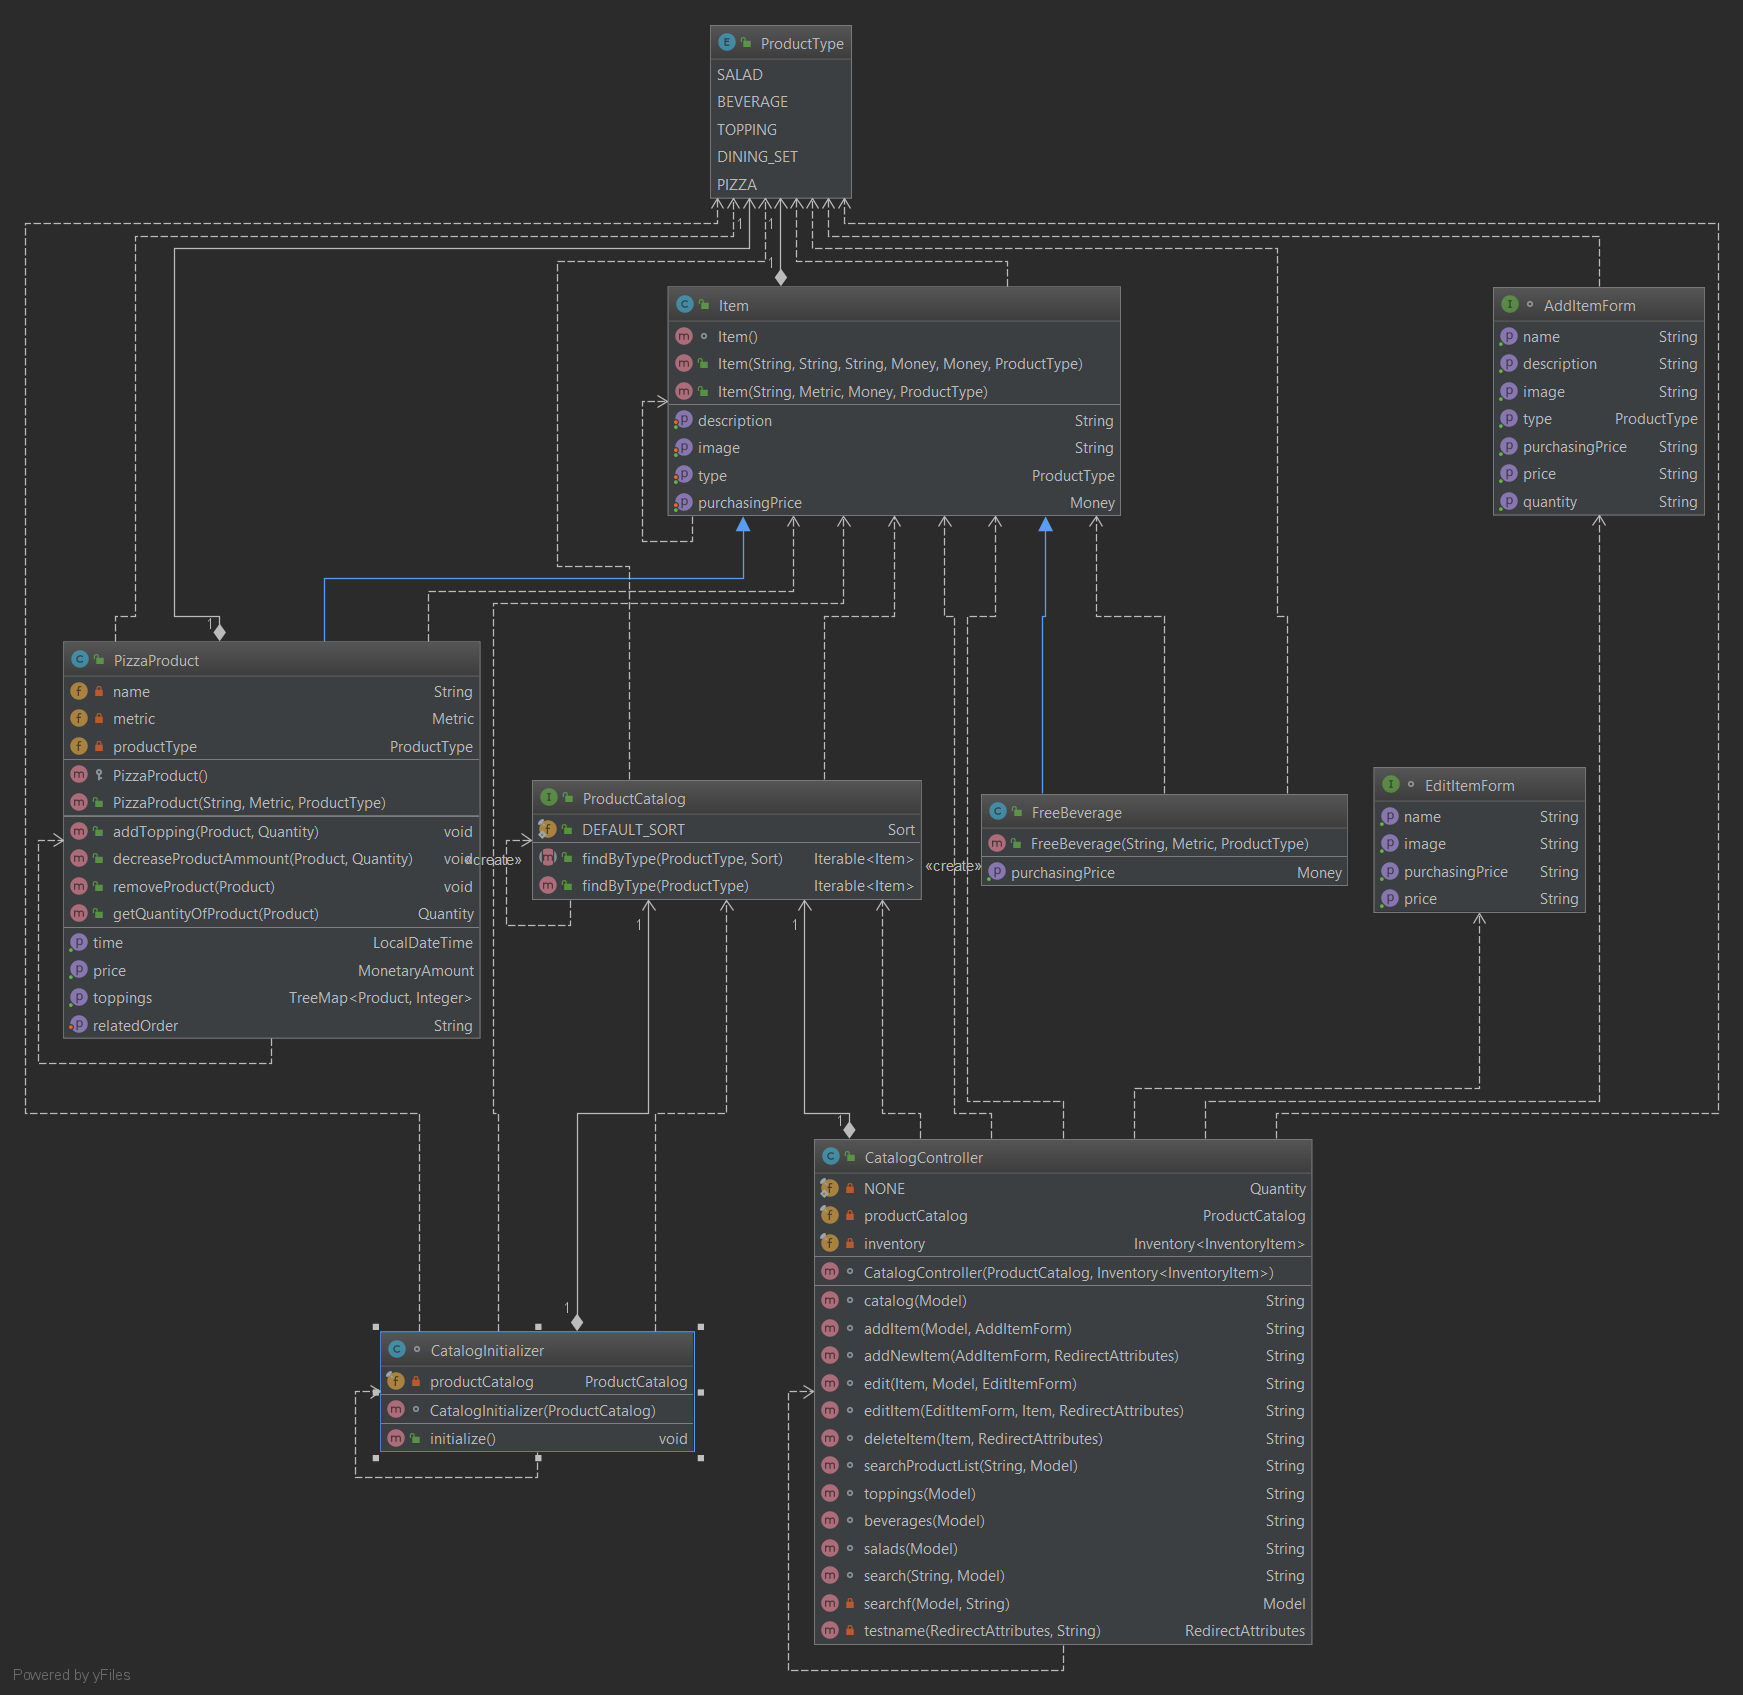 ProductType
SALAD
BEVERAGE
TOPPING
DINING_SET
PIZZA
1
1
1
Item
Item()
Item(String, String, String, Money, Money, ProductType)
Item(String, Metric, Money, ProductType)
description String
image String
type ProductType
purchasingPrice Money
AddItemForm
name String
description String
image String
type ProductType
purchasingPrice String
price String
quantity String
1
PizzaProduct
name String
metric Metric
productType ProductType
PizzaProduct()
PizzaProduct(String, Metric, ProductType)
addTopping(Product, Quantity) void
decreaseProductAmmount(Product, Quantity) void
removeProduct(Product) void
getQuantityOfProduct(Product) Quantity
time LocalDateTime
price MonetaryAmount
toppings TreeMap<Product, Integer>
relatedOrder String
«create»
ProductCatalog
DEFAULT_SORT Sort
findByType(ProductType, Sort) Iterable<Item>
findByType(ProductType) Iterable<Item>
1
1
«create»
FreeBeverage
FreeBeverage(String, Metric, ProductType)
purchasingPrice Money
EditItemForm
name String
image String
purchasingPrice String
price String
1
CatalogController
NONE Quantity
productCatalog ProductCatalog
inventory Inventory<InventoryItem>
CatalogController(ProductCatalog, Inventory<InventoryItem>)
catalog(Model) String
addItem(Model, AddItemForm) String
addNewItem(AddItemForm, RedirectAttributes) String
edit(Item, Model, EditItemForm) String
editItem(EditItemForm, Item, RedirectAttributes) String
deleteItem(Item, RedirectAttributes) String
searchProductList(String, Model) String
toppings(Model) String
beverages(Model) String
salads(Model) String
search(String, Model) String
searchf(Model, String) Model
testname(RedirectAttributes, String) RedirectAttributes
1
CatalogInitializer
productCatalog ProductCatalog
CatalogInitializer(ProductCatalog)
initialize() void
Powered by yFiles